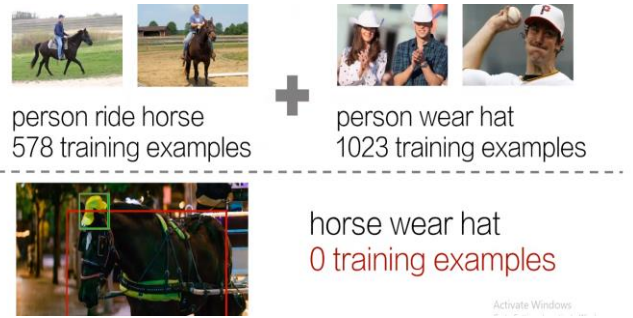 person ride horse
578 training examples
person wear hat
1023 training examples
P
horse wear hat
0 training examples
Activate Windows